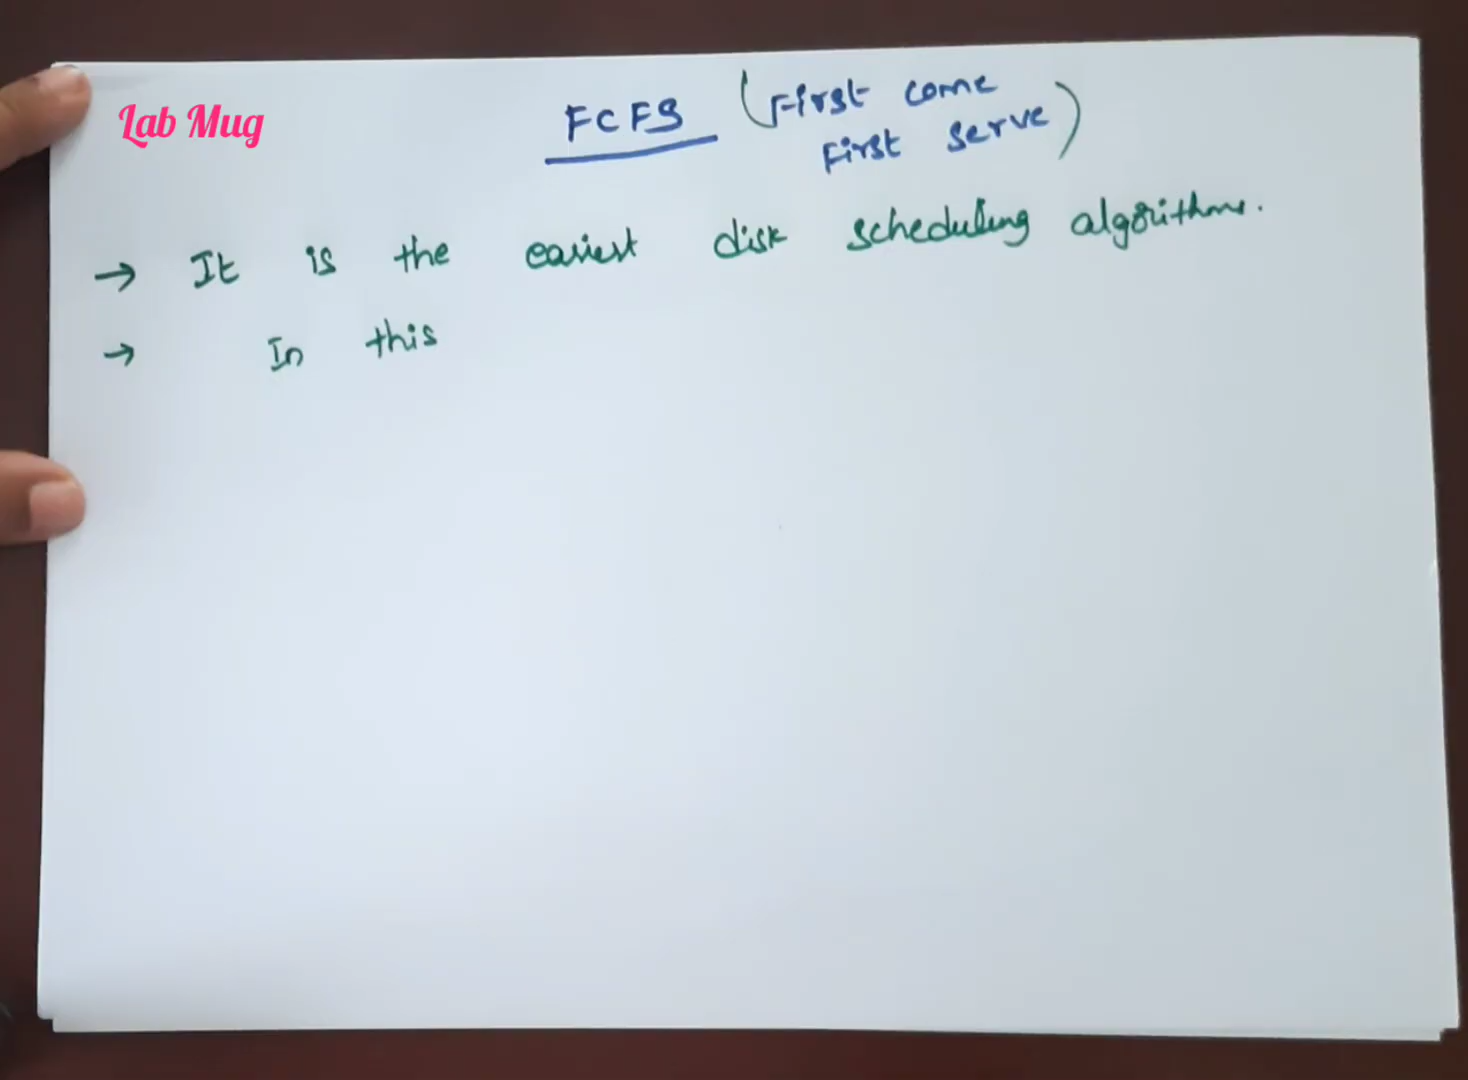 Lab Mug
FCFS (First come
First serve)
→ It is the easiest disk scheduling algorithm.
→ In this